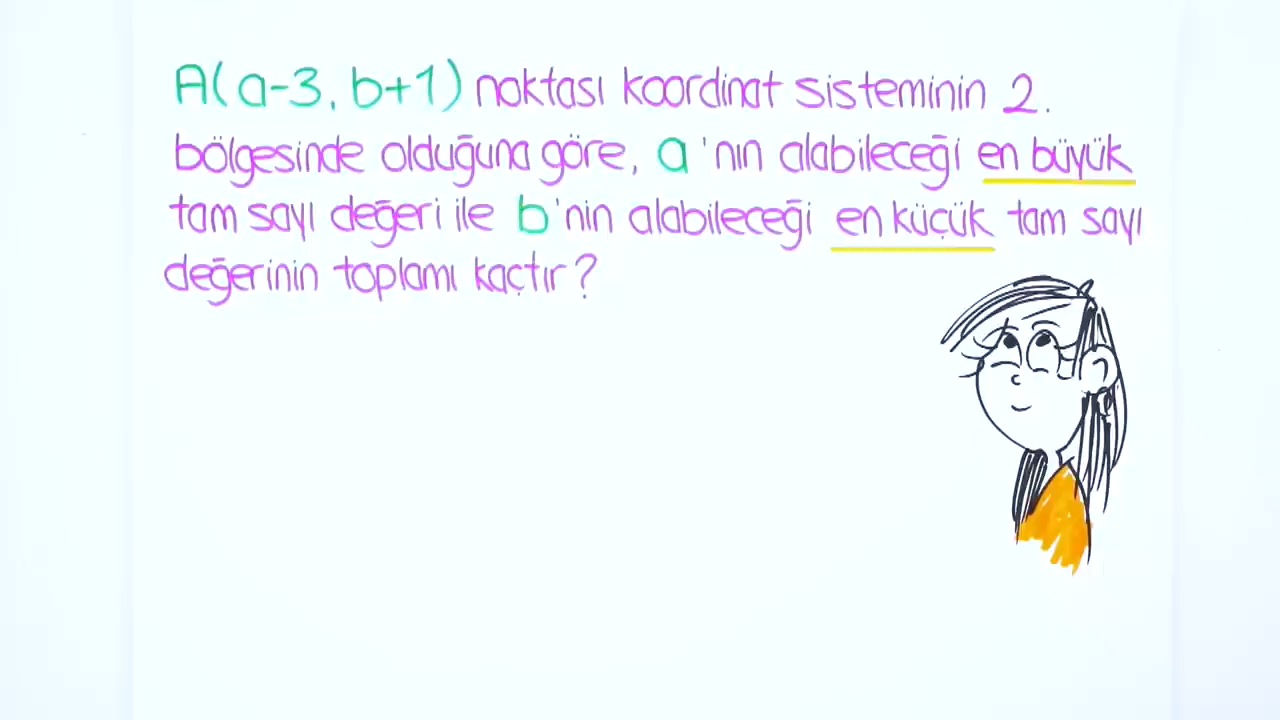 A(a-3, b+1) noktası koordinat sisteminin 2.
bölgesinde olduğuna göre, a'nın alabileceği en büyük
tam sayı değeri ile b'nin alabileceği en küçük tam sayı
değerinin toplamı kaçtır?